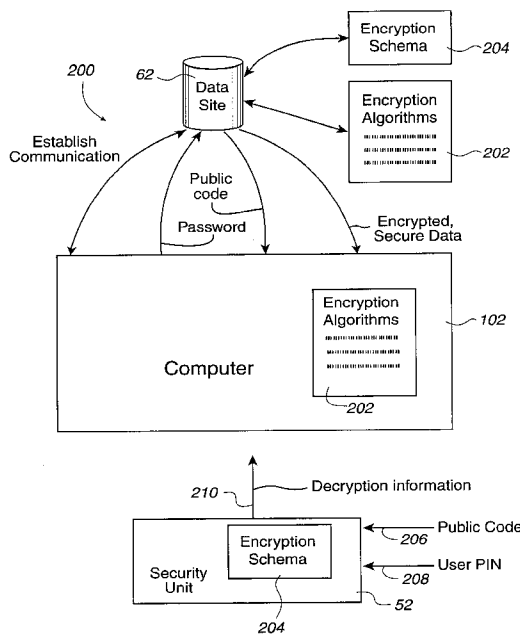 Encryption
Schema
204
200
62
Data
Site
Encryption
Algorithms
202
Establish
Communication
Public
code
Password
Encrypted,
Secure Data
Encryption
Algorithms
102
Computer
202
210
Decryption information
Encryption
Schema
Public Code
206
Security
Unit
User PIN
208
204
52